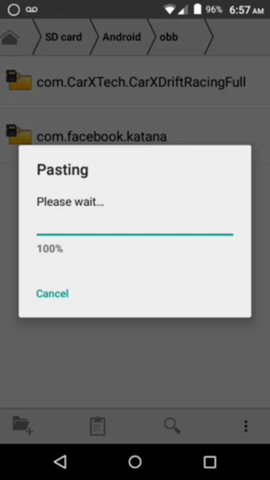 96% 6:57 AM
SD card Android obb
com.CarXTech.CarXDriftRacingFull
com.facebook.katana
Pasting
Please wait...
100%
Cancel